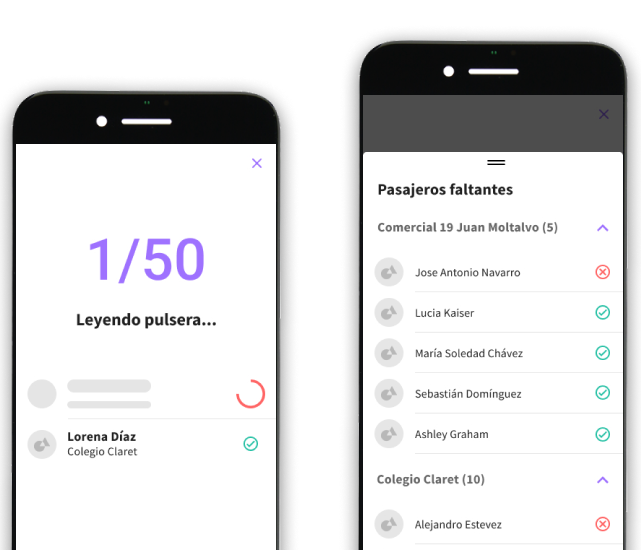 1/50
Leyendo pulsera...
Lorena Díaz
Colegio Claret
Pasajeros faltantes
Comercial 19 Juan Moltalvo (5)
Jose Antonio Navarro
Lucia Kaiser
María Soledad Chávez
Sebastián Domínguez
Ashley Graham
Colegio Claret (10)
Alejandro Estevez